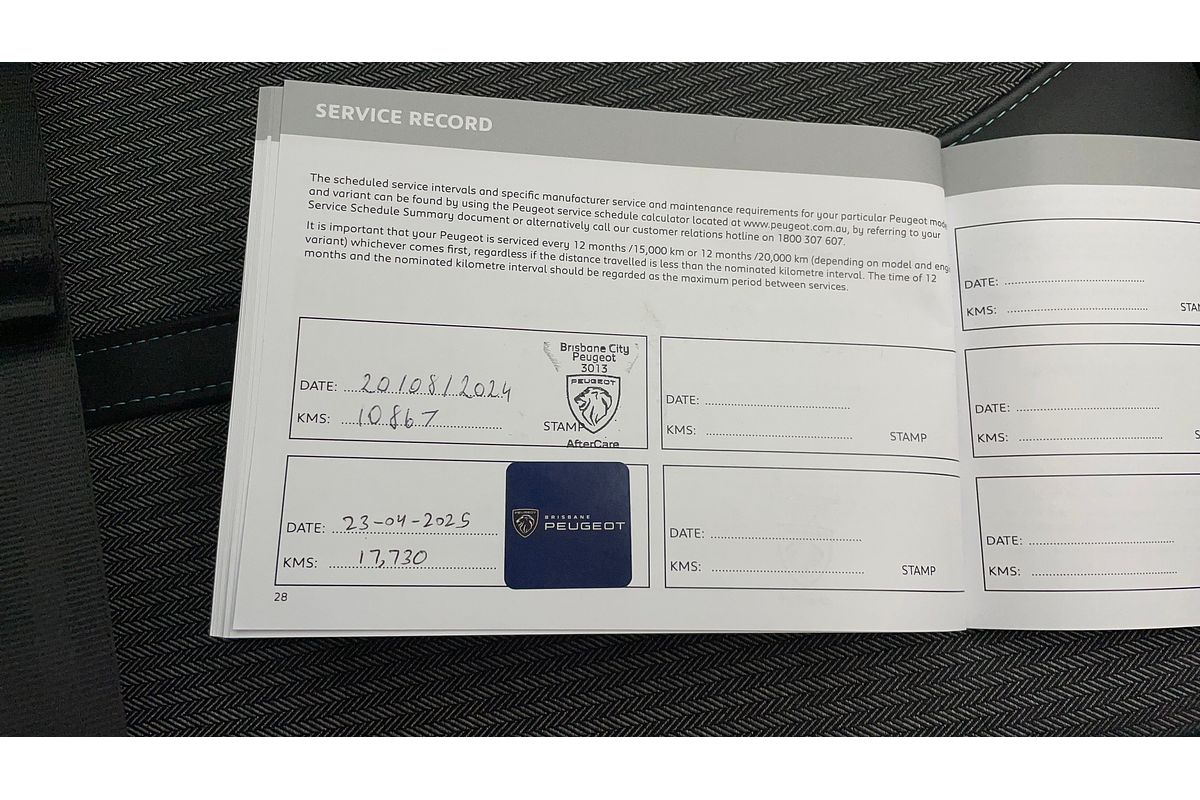 SERVICE RECORD
The scheduled service intervals and specific manufacturer service and maintenance requirements for your particular Peugeot
and variant can be found by using the Peugeot service schedule calculator located at www.peugeot.com.au, by referring to your
Service Schedule Summary document or alternatively call our customer relations hotline on 1800 307 607.
It is important that your Peugeot is serviced every 12 months /15,000 km or 12 months /20,000 km (depending on model and
variant) whichever comes first, regardless if the distance travelled is less than the nominated kilometre interval. The time of 12
months and the nominated kilometre interval should be regarded as the maximum period between services.
Brisbane City
Peugeot
3013
PEUGEOT
DATE: 20/08/2024
KMS: 10867
STAMP
AfterCare
DATE:
KMS:
STAMP
DATE: 23-04-2025
KMS: 17,730
PEUGEOT
BRISBANE
PEUGEOT
DATE:
KMS:
STAMP
28
DATE:
KMS:
DATE:
KMS:
DATE:
KMS: